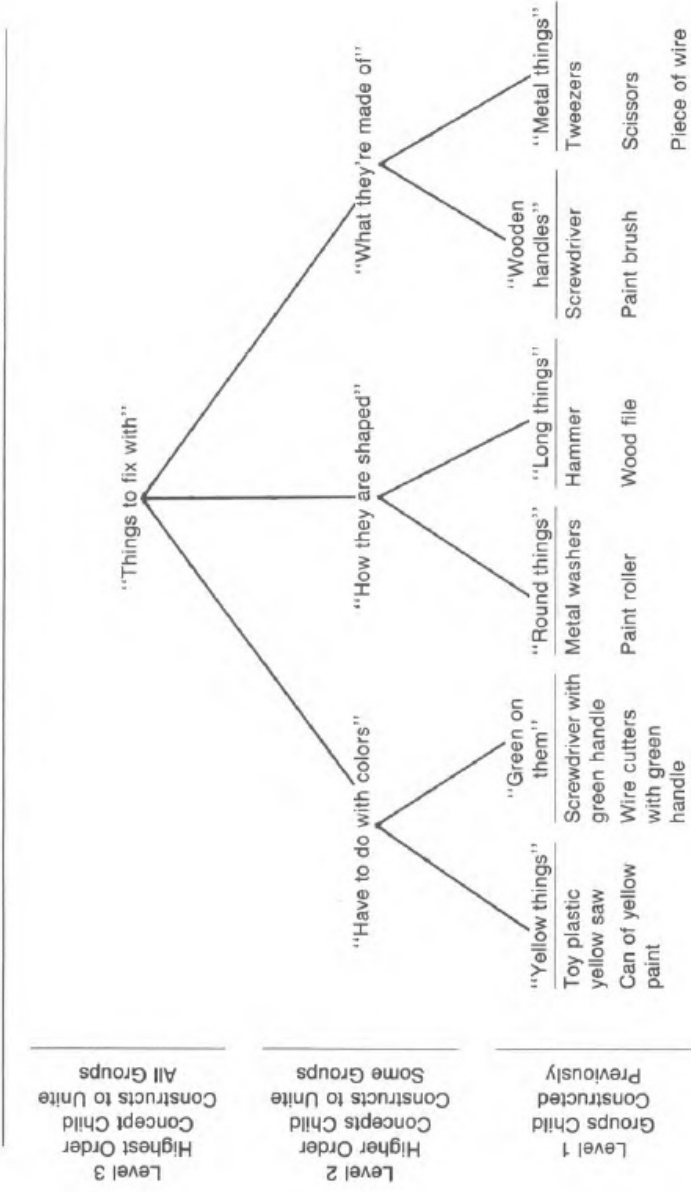 Level 3
Highest Order
Concept Child
Constructs to Unite
All Groups
"Things to fix with"
Level 2
Higher Order
Concepts Child
Constructs to Unite
Some Groups
"Have to do with colors"
"How they are shaped"
"What they're made of"
Level 1
Groups Child
Constructed
Previously
"Yellow things"
Toy plastic
yellow saw
Can of yellow
paint
"Green on
them"
Screwdriver with
green handle
Wire cutters
with green
handle
"Round things"
Metal washers
Paint roller
"Long things"
Hammer
Wood file
"Wooden
handles"
Screwdriver
Paint brush
"Metal things"
Tweezers
Scissors
Piece of wire